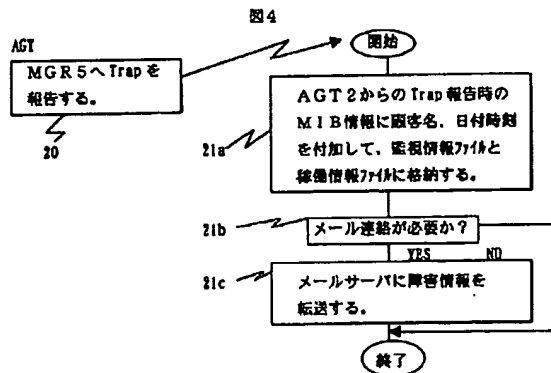 図4
AGT
MGR5へTrapを
報告する。
20
開始
AGT2からのTrap報告時の
MIB情報に顧客名、日付時刻
を付加して、監視情報ファイルと
稼働情報ファイルに格納する。
21a
21b
メール連絡が必要か？
YES NO
21c
メールサーバに障害情報を
転送する。
終了